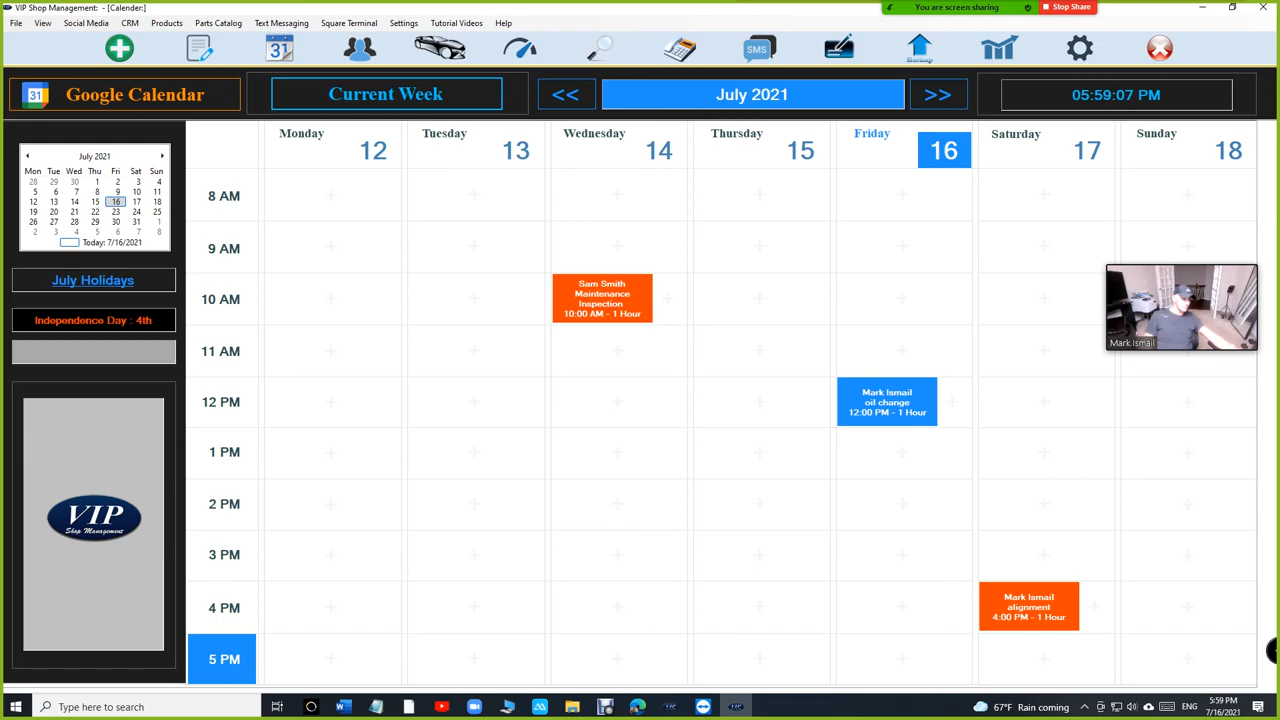 VIP Shop Management: - [Calender:]
You are screen sharing
Stop Share
File View Social Media CRM Products Parts Catalog Text Messaging Square Terminal Settings Tutorial Videos Help
31
SMS
Backup
31 Google Calendar
Current Week
<<
July 2021
>>
05:59:07 PM
July 2021
Mon Tue Wed Thu Fri Sat Sun
28 29 30 1 2 3 4
5 6 7 8 9 10 11
12 13 14 15 16 17 18
19 20 21 22 23 24 25
26 27 28 29 30 31 1
2 3 4 5 6 7 8
Today: 7/16/2021
July Holidays
Independence Day : 4th
VIP
Shop Management
Monday 12
Tuesday 13
Wednesday 14
Thursday 15
Friday 16
Saturday 17
Sunday 18
8 AM
9 AM
10 AM
Sam Smith
Maintenance
Inspection
10:00 AM - 1 Hour
11 AM
12 PM
Mark Ismail
oil change
12:00 PM - 1 Hour
1 PM
2 PM
3 PM
4 PM
Mark Ismail
alignment
4:00 PM - 1 Hour
5 PM
Mark Ismail
Type here to search
67°F Rain coming
ENG
5:59 PM
7/16/2021